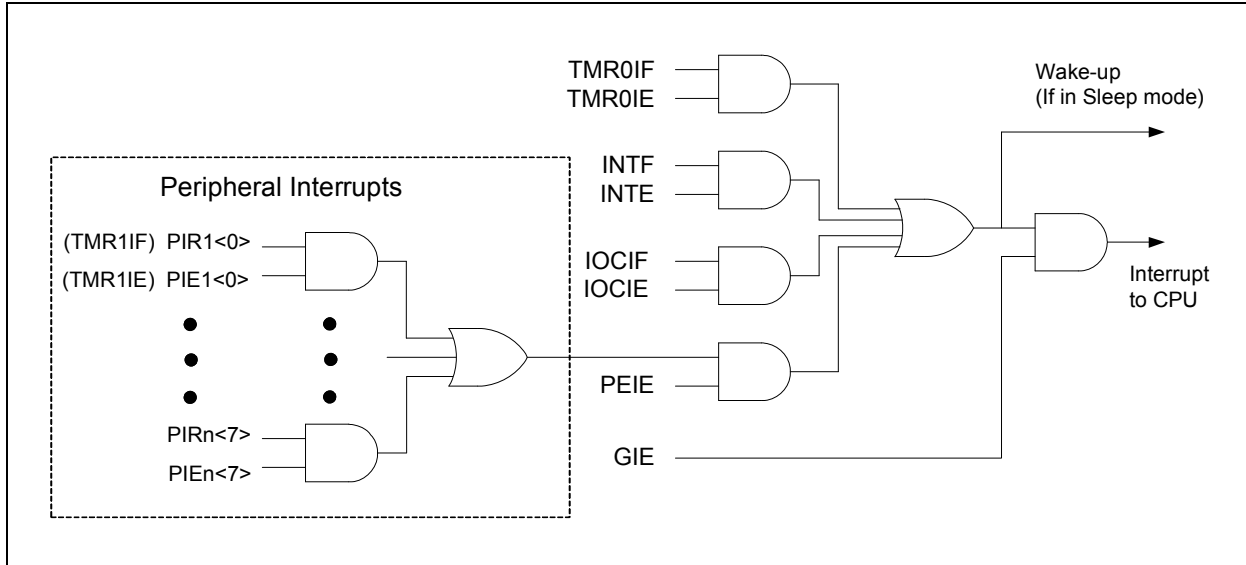 TMR0IF
TMR0IE
Wake-up
(If in Sleep mode)
INTF
INTE
Peripheral Interrupts
(TMR1IF) PIR1<0>
(TMR1IE) PIE1<0>
IOCIF
IOCIE
Interrupt
to CPU
PEIE
PIRn<7>
PIEn<7>
GIE